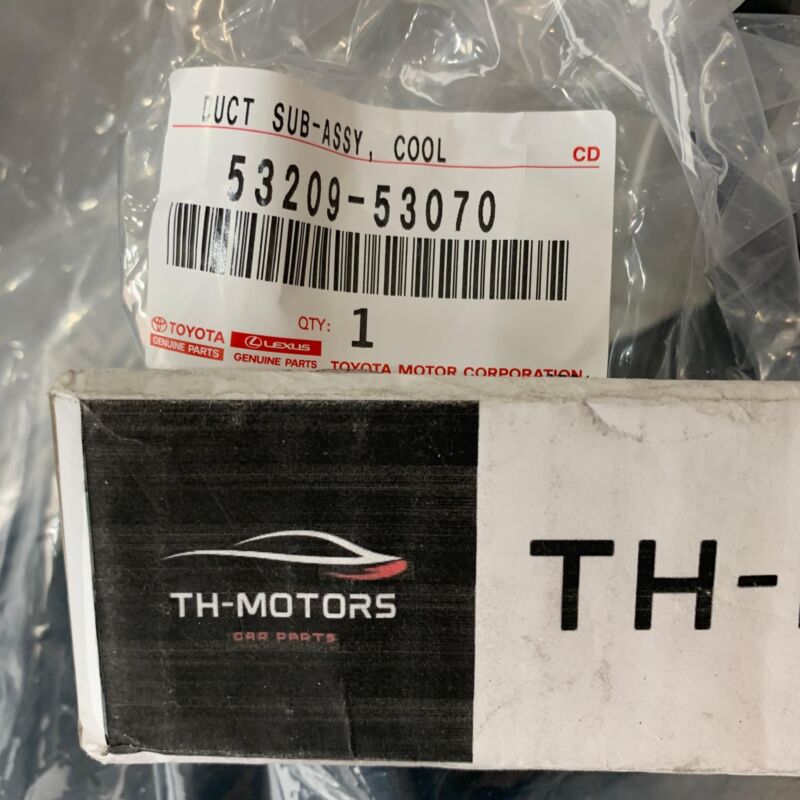 DUCT SUB-ASSY, COOL
CD
53209-53070
QTY: 1
TOYOTA
GENUINE PARTS
LEXUS
GENUINE PARTS
TOYOTA MOTOR CORPORATION
TH-MOTORS
CAR PARTS
TH-